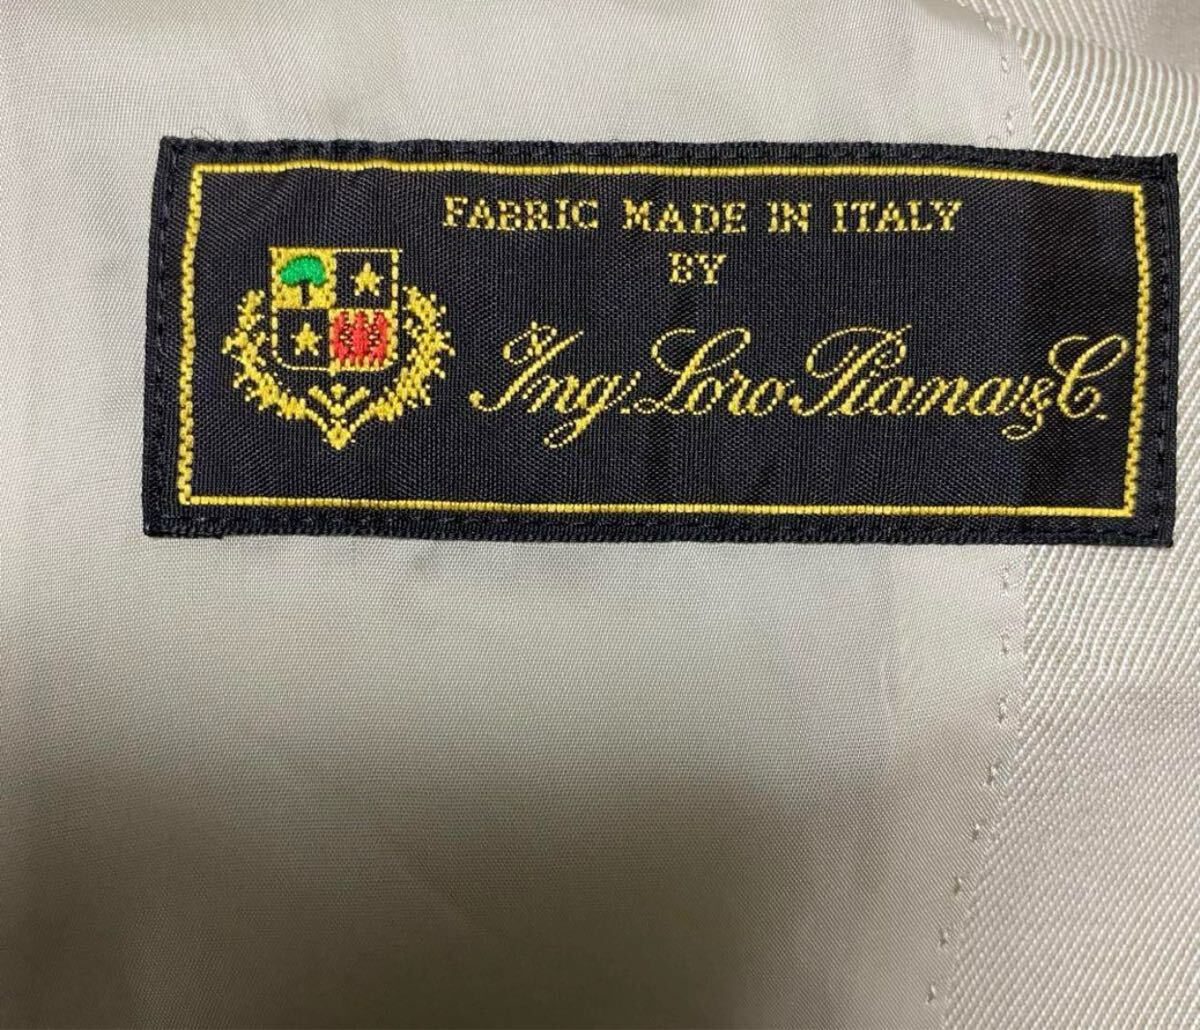 FABRIC MADE IN ITALY
BY
Ing. Loro Piana & C.